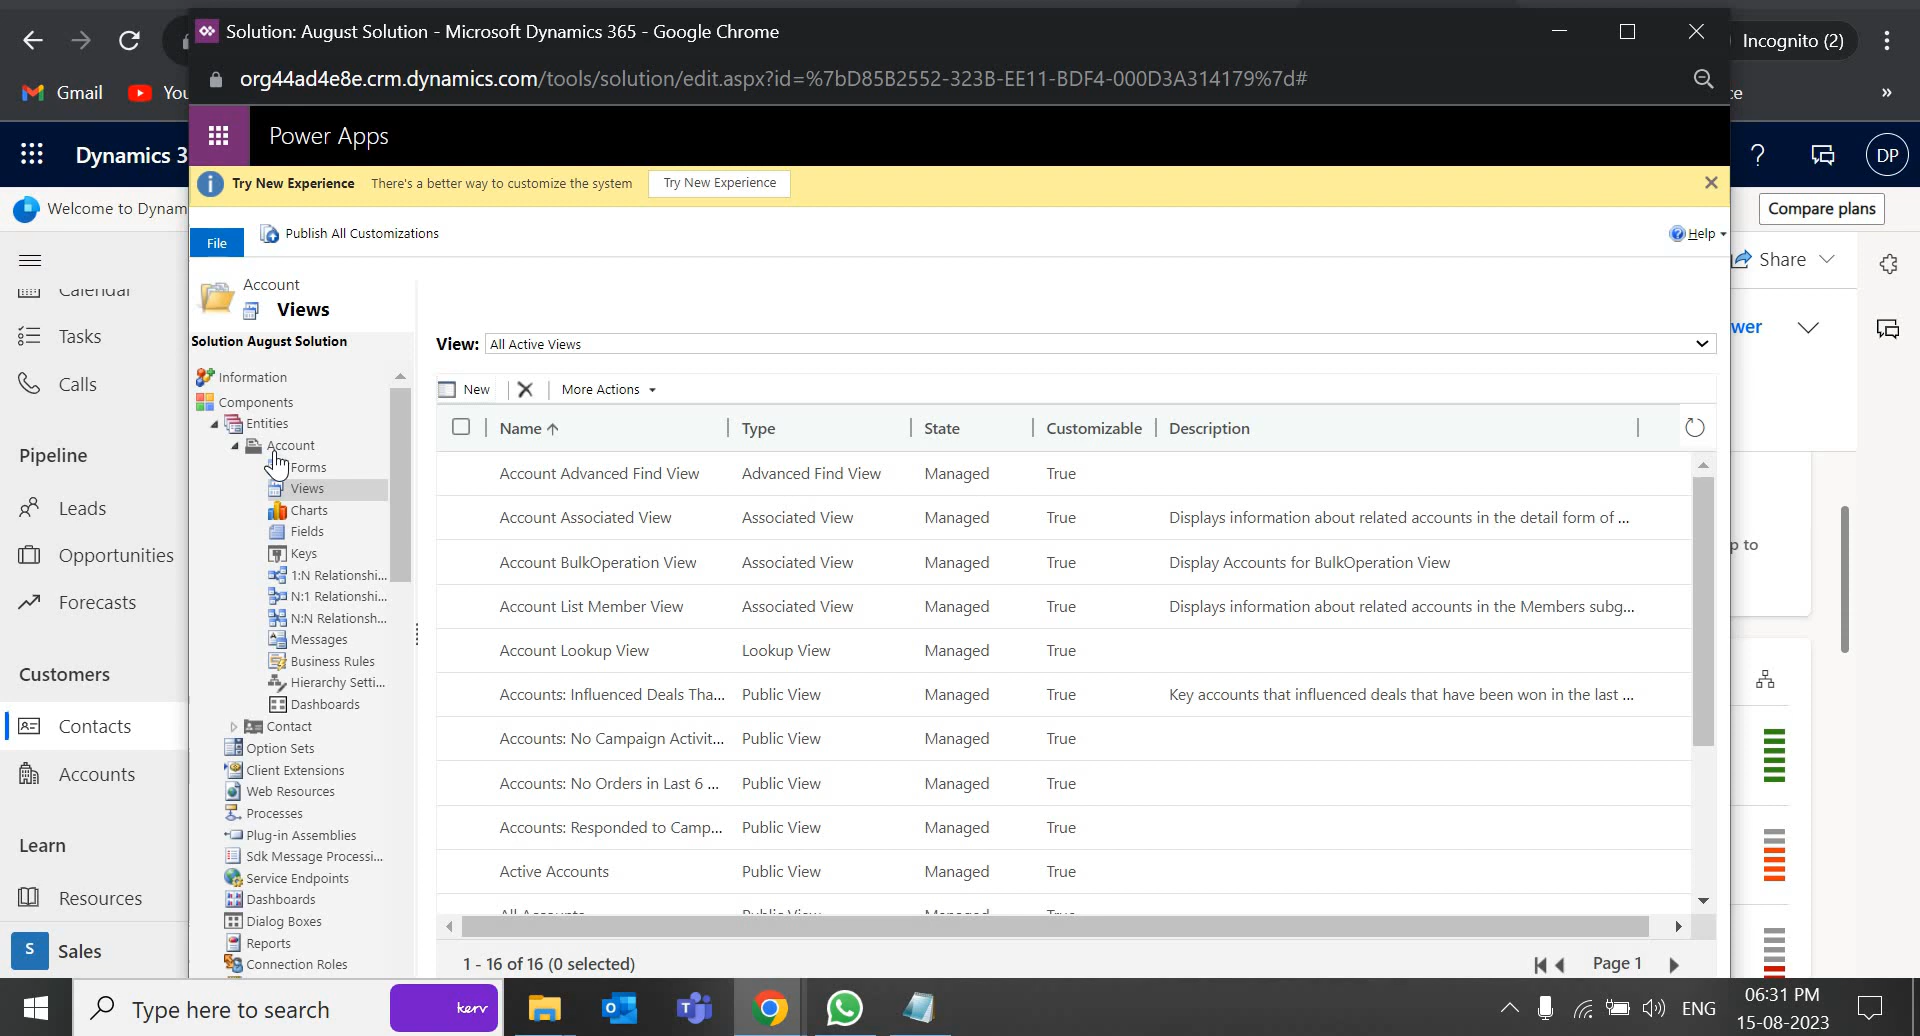 Solution: August Solution - Microsoft Dynamics 365 - Google Chrome
Incognito (2)
org44ad4e8e.crm.dynamics.com/tools/solution/edit.aspx?id=%7bD85B2552-323B-EE11-BDF4-000D3A314179%7d#
Gmail
You
ce
»
Dynamics 3
Power Apps
?
DP
Try New Experience There's a better way to customize the system Try New Experience
Welcome to Dynam
Compare plans
File
Publish All Customizations
Help
Share
Account
Views
Solution August Solution
wer
View: All Active Views
Calendar
Tasks
Calls
Pipeline
Leads
Opportunities
Forecasts
Customers
Contacts
Accounts
Learn
Resources
S Sales
Information
Components
Entities
Account
Forms
Views
Charts
Fields
Keys
1:N Relationshi...
N:1 Relationshi...
N:N Relationsh...
Messages
Business Rules
Hierarchy Setti...
Dashboards
Contact
Option Sets
Client Extensions
Web Resources
Processes
Plug-in Assemblies
Sdk Message Processi...
Service Endpoints
Dashboards
Dialog Boxes
Reports
Connection Roles
New More Actions
Name Type State Customizable Description
Account Advanced Find View Advanced Find View Managed True
Account Associated View Associated View Managed True Displays information about related accounts in the detail form of ...
Account BulkOperation View Associated View Managed True Display Accounts for BulkOperation View
Account List Member View Associated View Managed True Displays information about related accounts in the Members subg...
Account Lookup View Lookup View Managed True
Accounts: Influenced Deals Tha... Public View Managed True Key accounts that influenced deals that have been won in the last ...
Accounts: No Campaign Activit... Public View Managed True
Accounts: No Orders in Last 6 ... Public View Managed True
Accounts: Responded to Camp... Public View Managed True
Active Accounts Public View Managed True
All Accounts Public View Managed True
p to
1 - 16 of 16 (0 selected)
Page 1
Type here to search
kerv
ENG
06:31 PM
15-08-2023